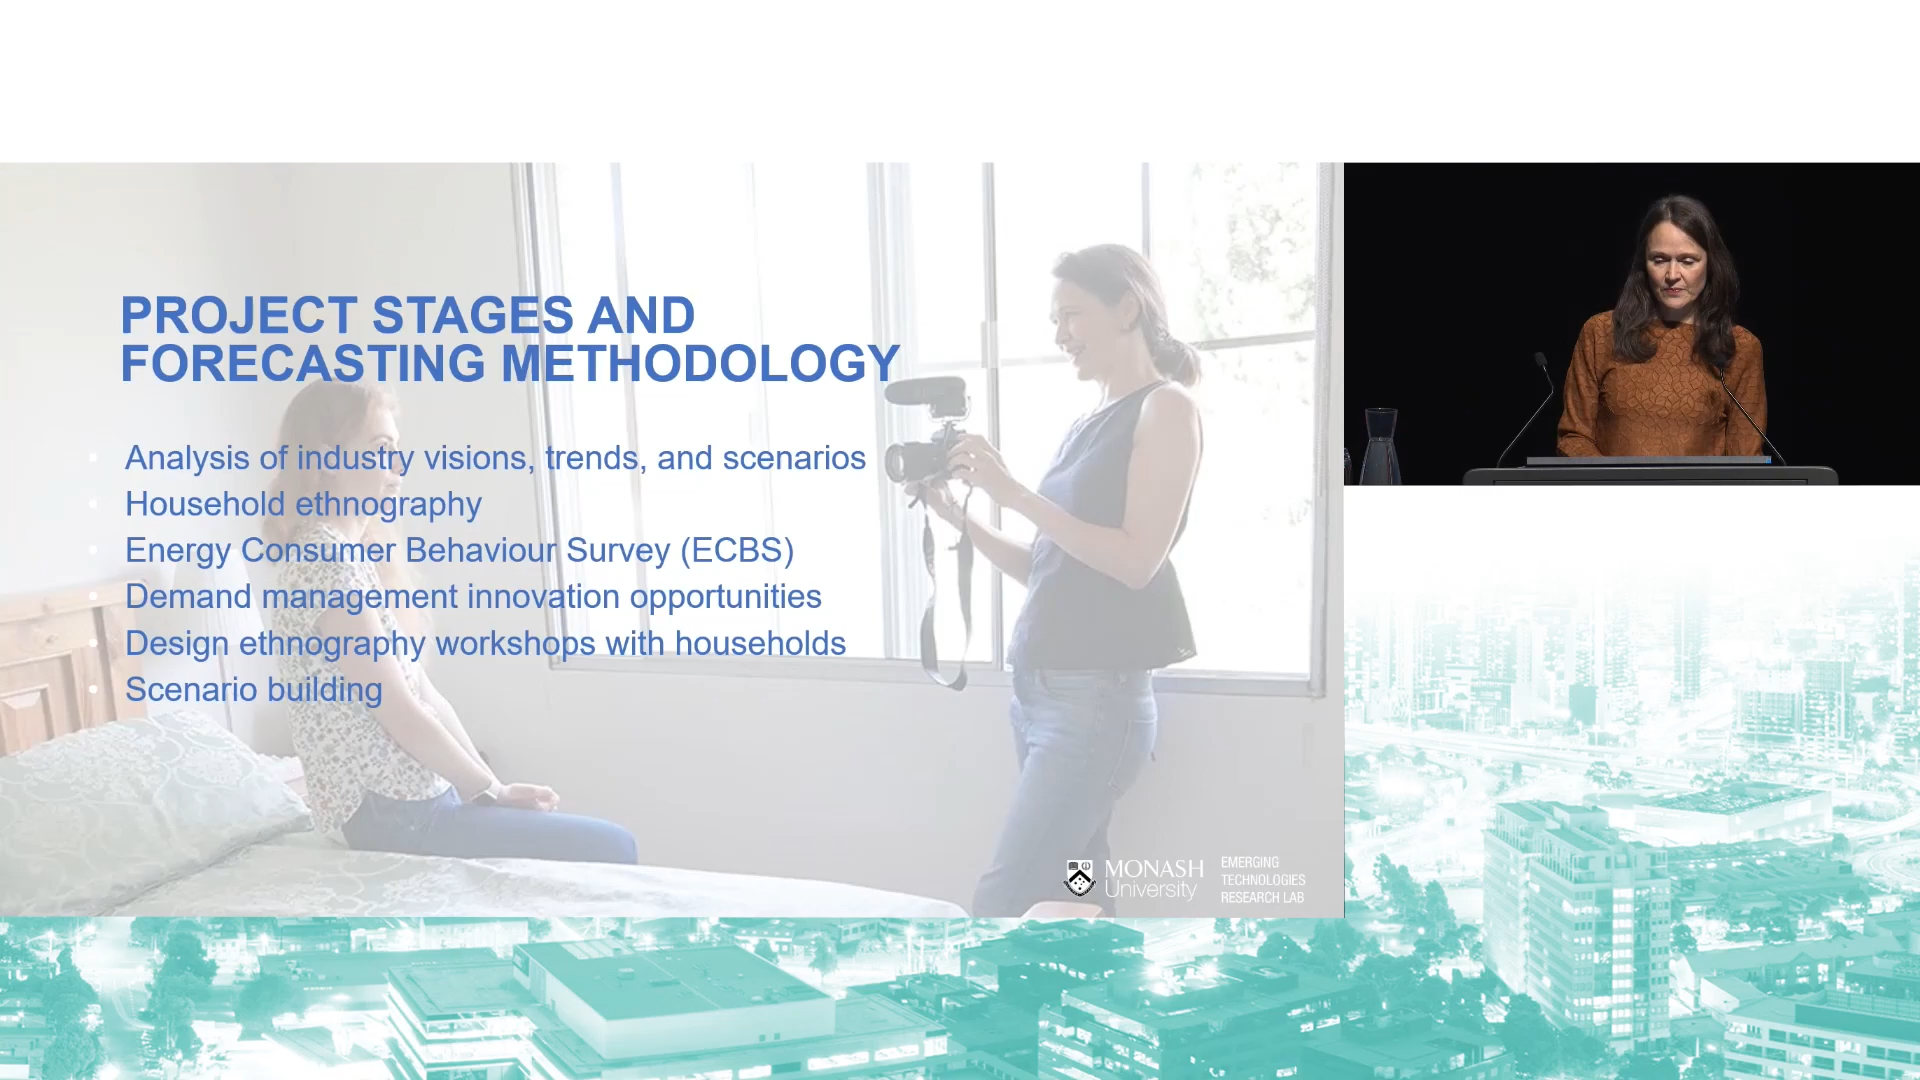 PROJECT STAGES AND
FORECASTING METHODOLOGY
Analysis of industry visions, trends, and scenarios
Household ethnography
Energy Consumer Behaviour Survey (ECBS)
Demand management innovation opportunities
Design ethnography workshops with households
Scenario building
MONASH
University
EMERGING
TECHNOLOGIES
RESEARCH LAB